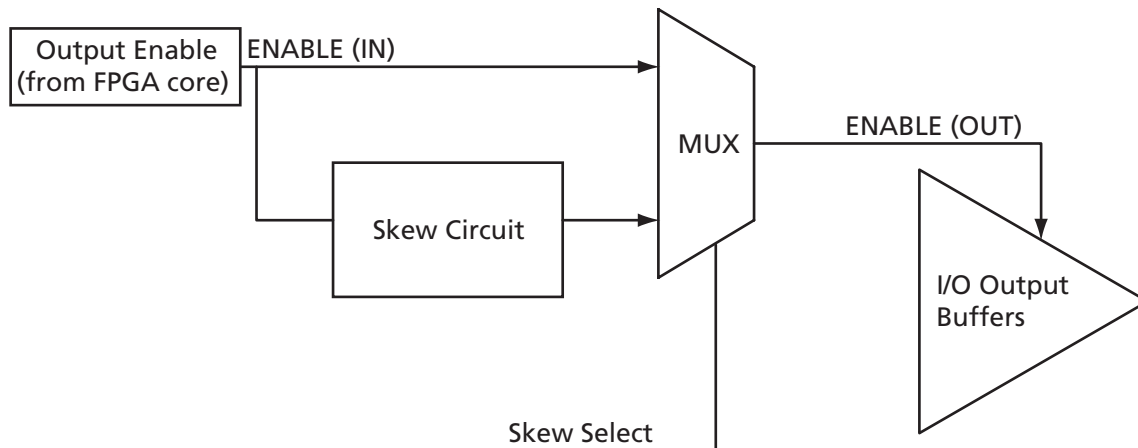 Output Enable
(from FPGA core)
ENABLE (IN)
MUX
ENABLE (OUT)
Skew Circuit
I/O Output
Buffers
Skew Select